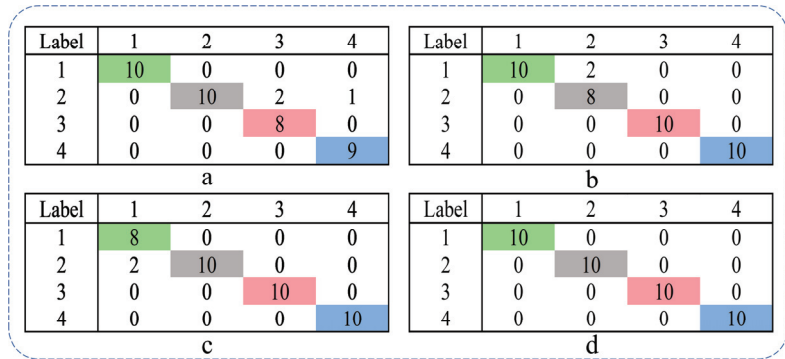 Label 1 2 3 4
1 10 0 0 0
2 0 10 2 1
3 0 0 8 0
4 0 0 0 9
a
Label 1 2 3 4
1 10 2 0 0
2 0 8 0 0
3 0 0 10 0
4 0 0 0 10
b
Label 1 2 3 4
1 8 0 0 0
2 2 10 0 0
3 0 0 10 0
4 0 0 0 10
c
Label 1 2 3 4
1 10 0 0 0
2 0 10 0 0
3 0 0 10 0
4 0 0 0 10
d